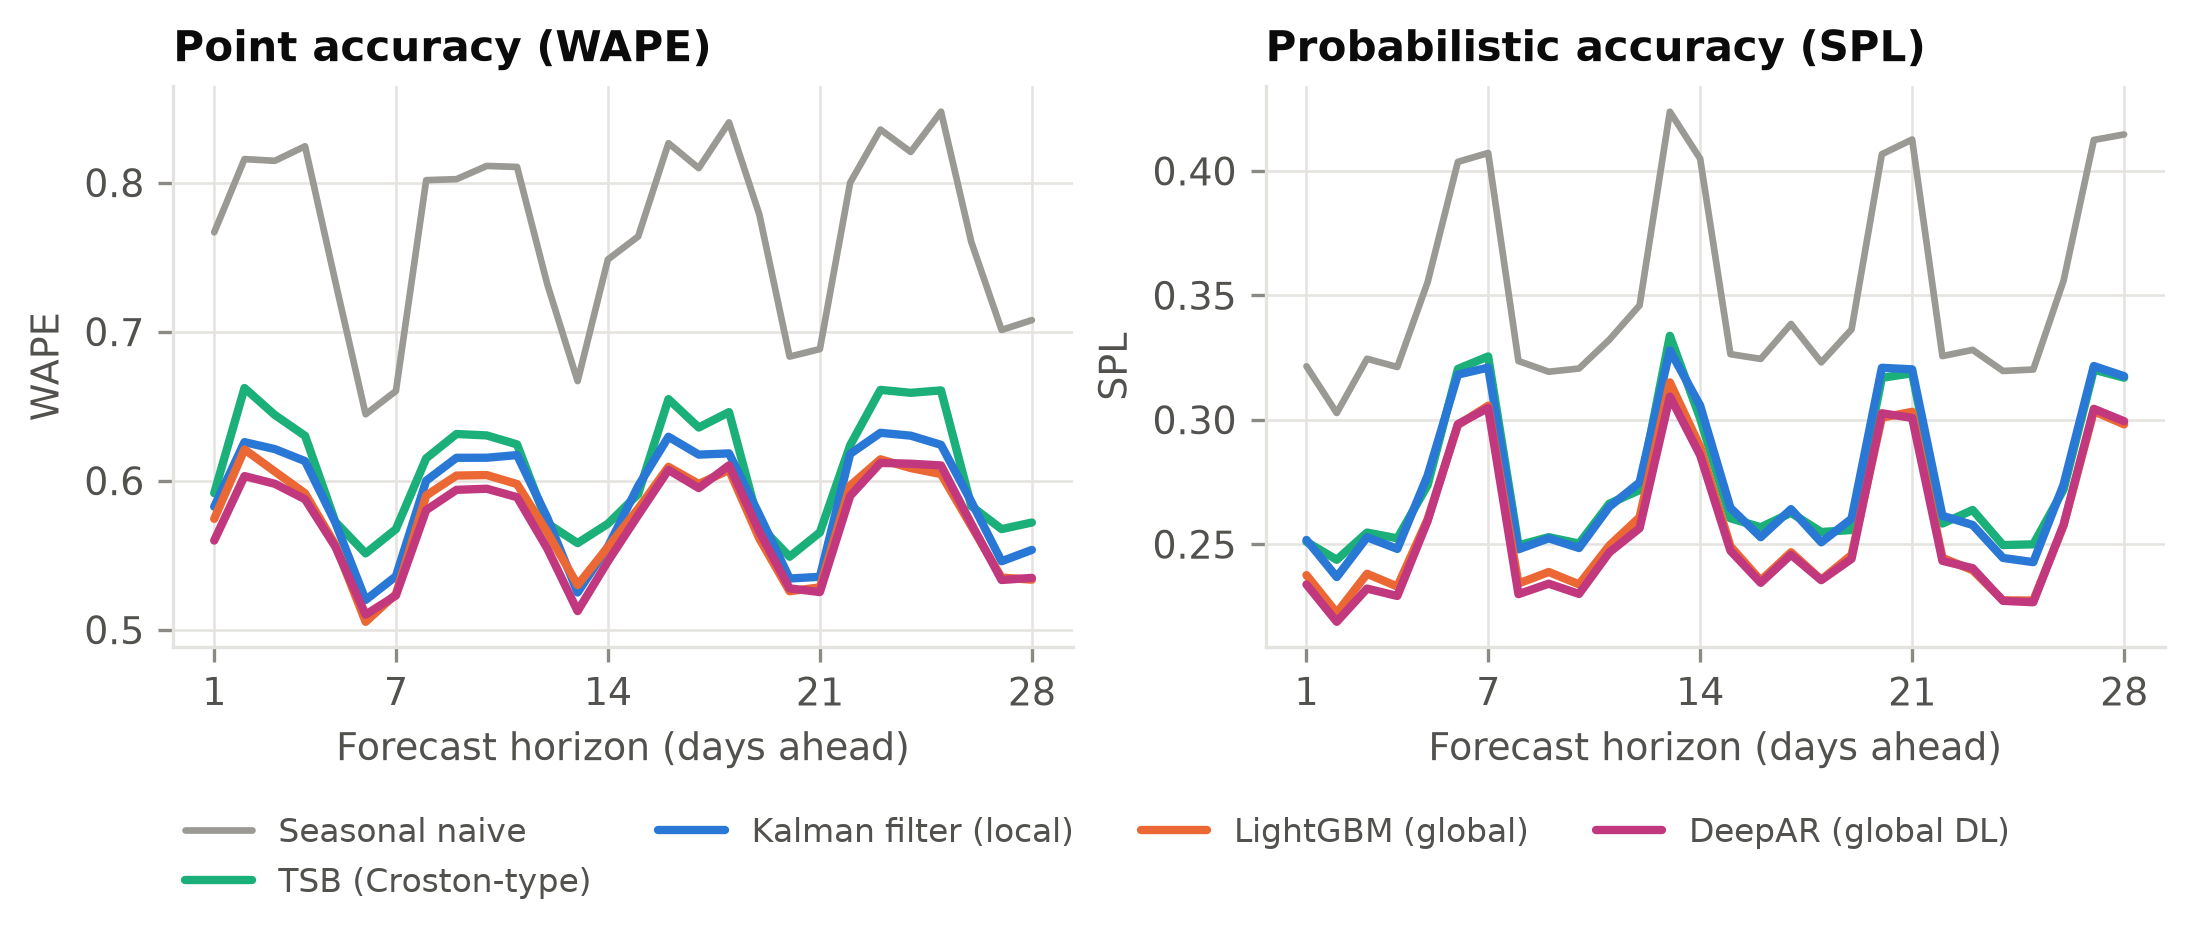 Point accuracy (WAPE)
WAPE
0.8
0.7
0.6
0.5
1 7 14 21 28
Forecast horizon (days ahead)
Probabilistic accuracy (SPL)
SPL
0.40
0.35
0.30
0.25
1 7 14 21 28
Forecast horizon (days ahead)
Seasonal naive
TSB (Croston-type)
Kalman filter (local)
LightGBM (global)
DeepAR (global DL)